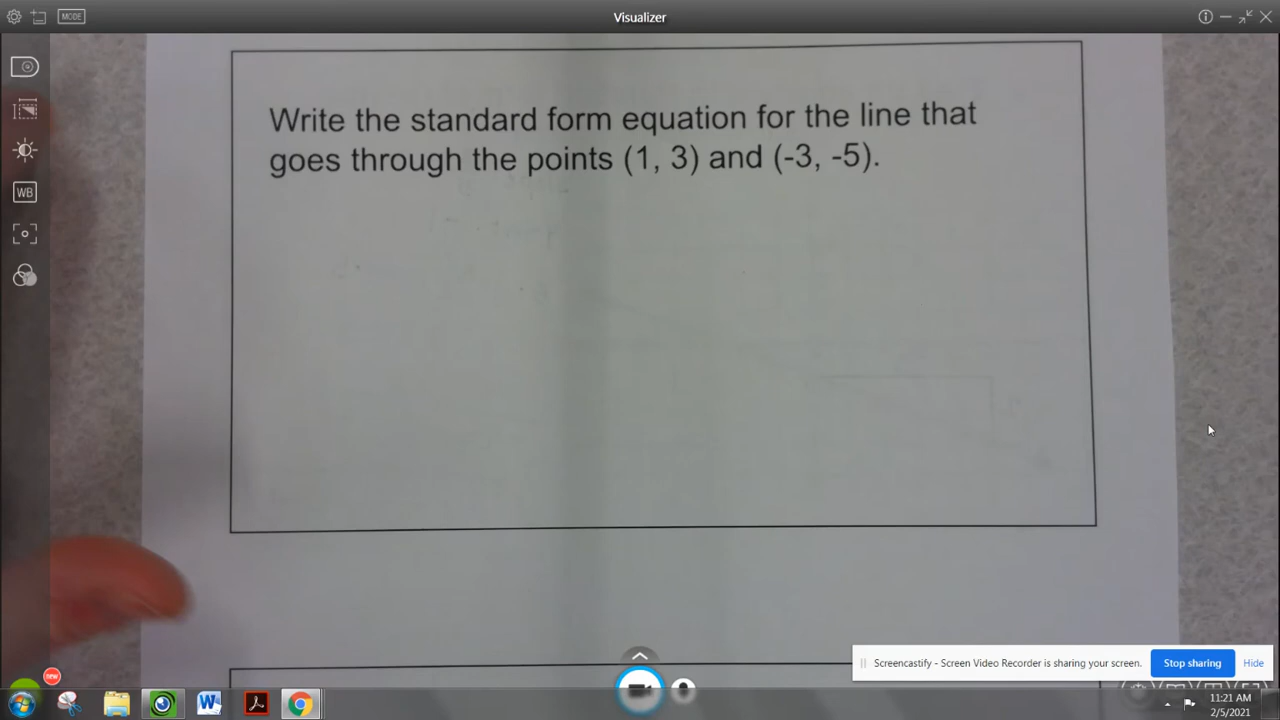 MODE
Visualizer
WB
Write the standard form equation for the line that
goes through the points (1, 3) and (-3, -5).
Screencastify - Screen Video Recorder is sharing your screen.
Stop sharing
Hide
new
11:21 AM
2/5/2021